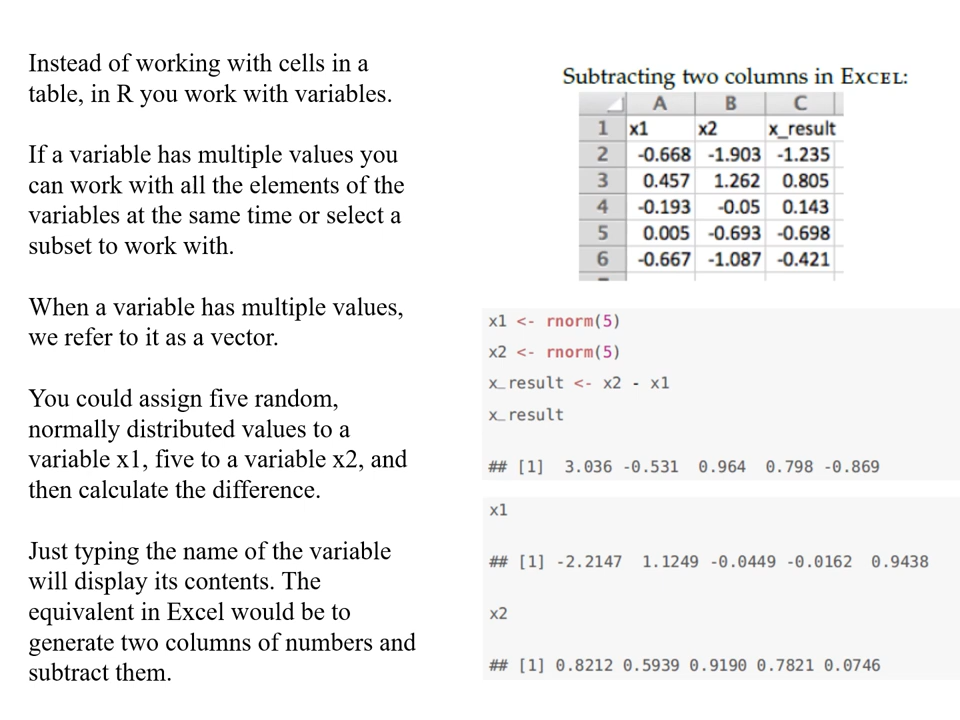 Instead of working with cells in a
table, in R you work with variables.
If a variable has multiple values you
can work with all the elements of the
variables at the same time or select a
subset to work with.
When a variable has multiple values,
we refer to it as a vector.
You could assign five random,
normally distributed values to a
variable x1, five to a variable x2, and
then calculate the difference.
Just typing the name of the variable
will display its contents. The
equivalent in Excel would be to
generate two columns of numbers and
subtract them.
Subtracting two columns in EXCEL:
A B C
1 x1 x2 x_result
2 -0.668 -1.903 -1.235
3 0.457 1.262 0.805
4 -0.193 -0.05 0.143
5 0.005 -0.693 -0.698
6 -0.667 -1.087 -0.421
x1 <- rnorm(5)
x2 <- rnorm(5)
x_result <- x2 - x1
x_result
## [1] 3.036 -0.531 0.964 0.798 -0.869
x1
## [1] -2.2147 1.1249 -0.0449 -0.0162 0.9438
x2
## [1] 0.8212 0.5939 0.9190 0.7821 0.0746